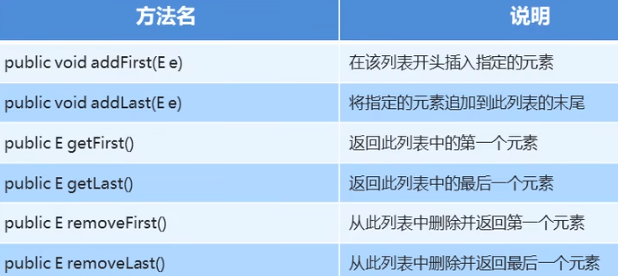 方法名 说明
public void addFirst(E e) 在该列表开头插入指定的元素
public void addLast(E e) 将指定的元素追加到此列表的末尾
public E getFirst() 返回此列表中的第一个元素
public E getLast() 返回此列表中的最后一个元素
public E removeFirst() 从此列表中删除并返回第一个元素
public E removeLast() 从此列表中删除并返回最后一个元素